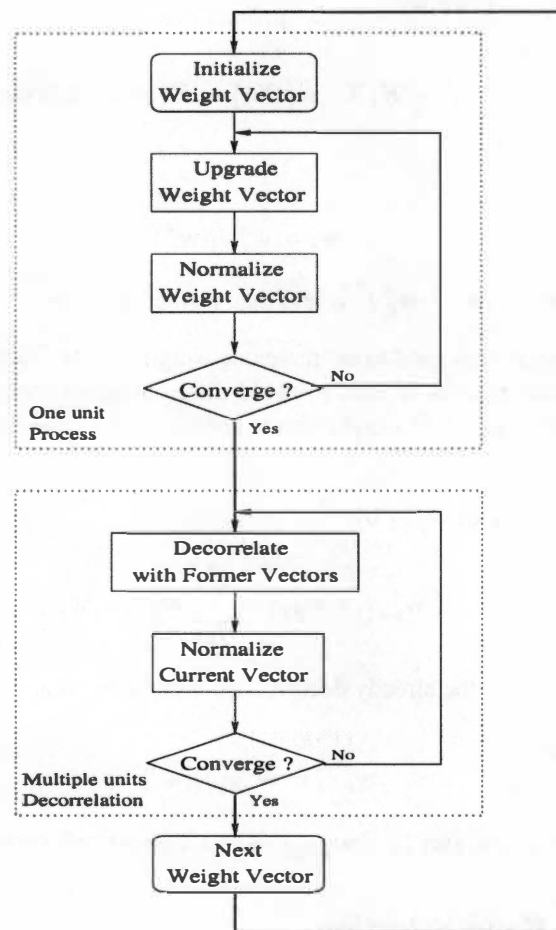 Initialize
Weight Vector
Upgrade
Weight Vector
Normalize
Weight Vector
Converge ?
No
One unit
Process
Yes
Decorrelate
with Former Vectors
Normalize
Current Vector
Converge ?
No
Multiple units
Decorrelation
Yes
Next
Weight Vector